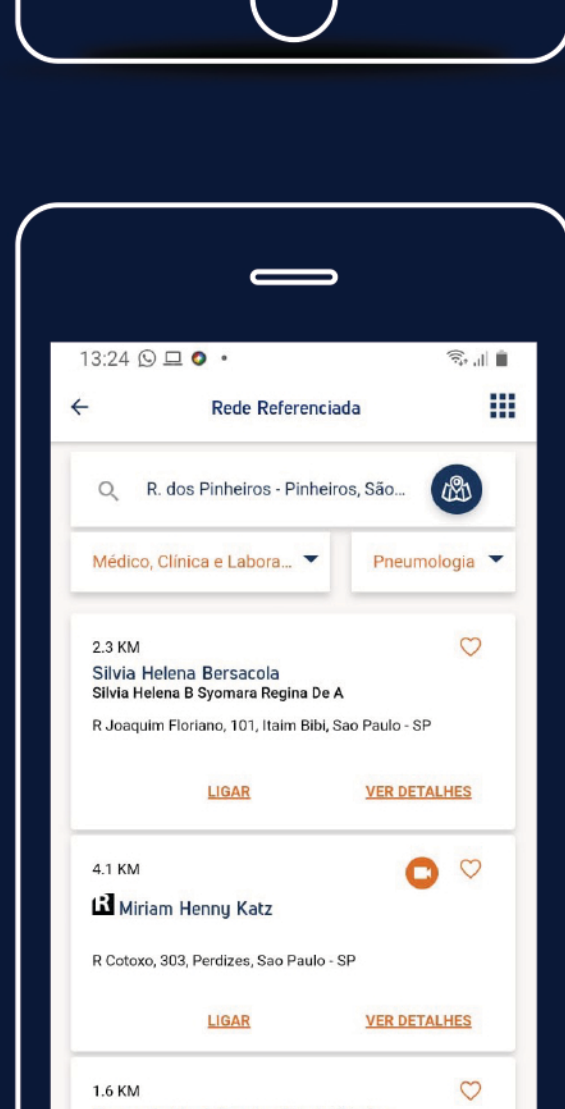 13:24
Rede Referenciada
R. dos Pinheiros - Pinheiros, São...
Médico, Clínica e Labora... Pneumologia
2.3 KM
Silvia Helena Bersacola
Silvia Helena B Syomara Regina De A
R Joaquim Floriano, 101, Itaim Bibi, Sao Paulo - SP
LIGAR VER DETALHES
4.1 KM
R Miriam Henny Katz
R Cotoxo, 303, Perdizes, Sao Paulo - SP
LIGAR VER DETALHES
1.6 KM